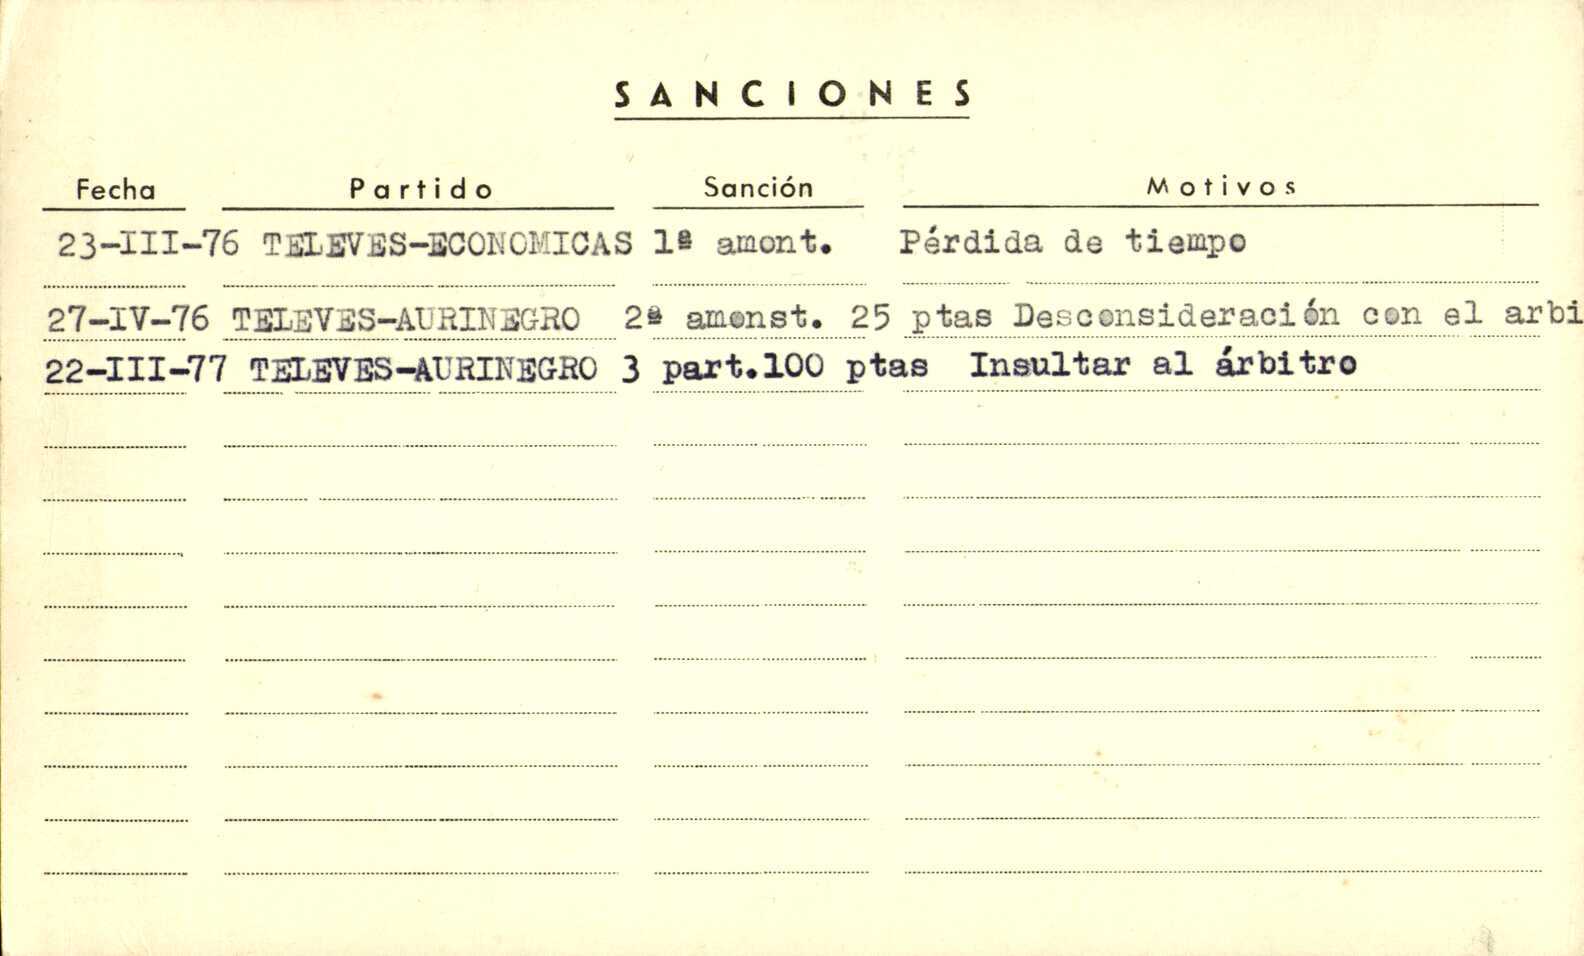 SANCIONES
Fecha Partido Sanción Motivos
23-III-76 TELEVES-ECONOMICAS 1ª amont. Pérdida de tiempo
27-IV-76 TELEVES-AURINEGRO 2ª amonst. 25 ptas Desconsideración con el arbi
22-III-77 TELEVES-AURINEGRO 3 part.100 ptas Insultar al árbitro